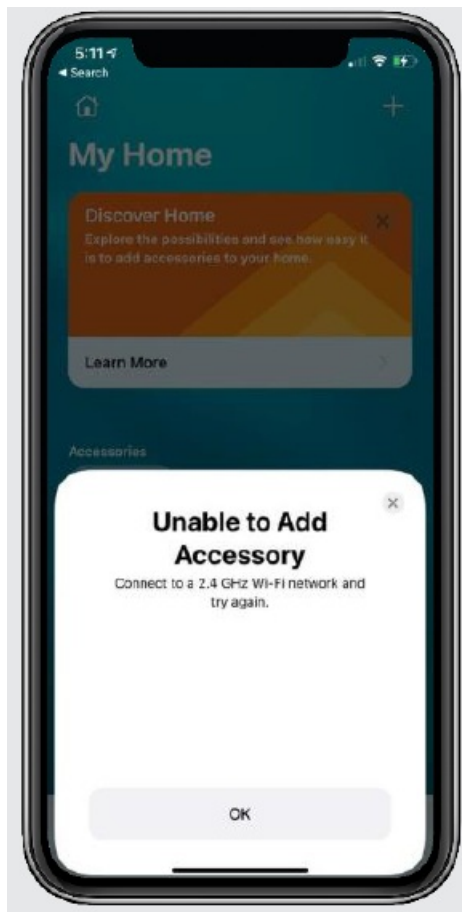 5:11
Search
My Home
Discover Home
Explore the possibilities and see how easy it
is to add accessories to your home.
Learn More
Accessories
Unable to Add
Accessory
Connect to a 2.4 GHz Wi-Fi network and
try again.
OK